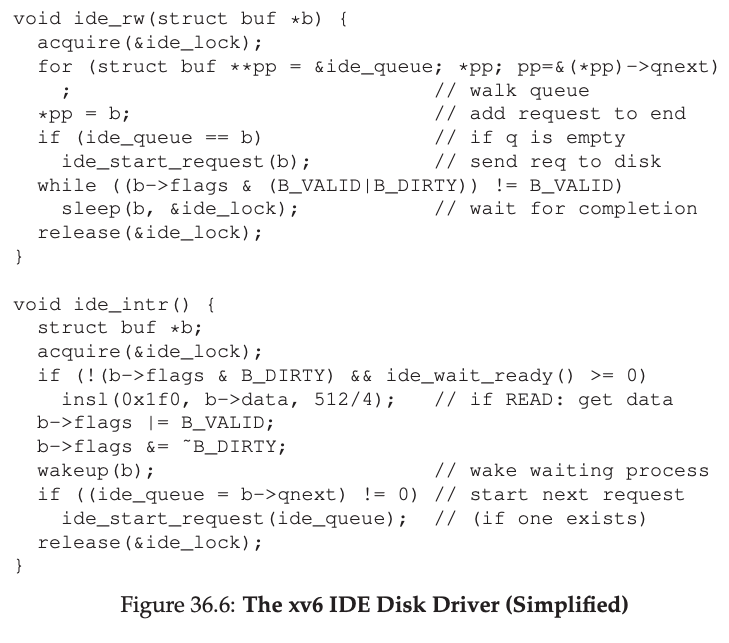 void ide_rw(struct buf *b) {
  acquire(&ide_lock);
  for (struct buf **pp = &ide_queue; *pp; pp=&(*pp)->qnext)
    ;                         // walk queue
  *pp = b;                    // add request to end
  if (ide_queue == b)         // if q is empty
    ide_start_request(b);     // send req to disk
  while ((b->flags & (B_VALID|B_DIRTY)) != B_VALID)
    sleep(b, &ide_lock);      // wait for completion
  release(&ide_lock);
}

void ide_intr() {
  struct buf *b;
  acquire(&ide_lock);
  if (!(b->flags & B_DIRTY) && ide_wait_ready() >= 0)
    insl(0x1f0, b->data, 512/4);   // if READ: get data
  b->flags |= B_VALID;
  b->flags &= ˜B_DIRTY;
  wakeup(b);                       // wake waiting process
  if ((ide_queue = b->qnext) != 0) // start next request
    ide_start_request(ide_queue);  // (if one exists)
  release(&ide_lock);
}
Figure 36.6: The xv6 IDE Disk Driver (Simplified)